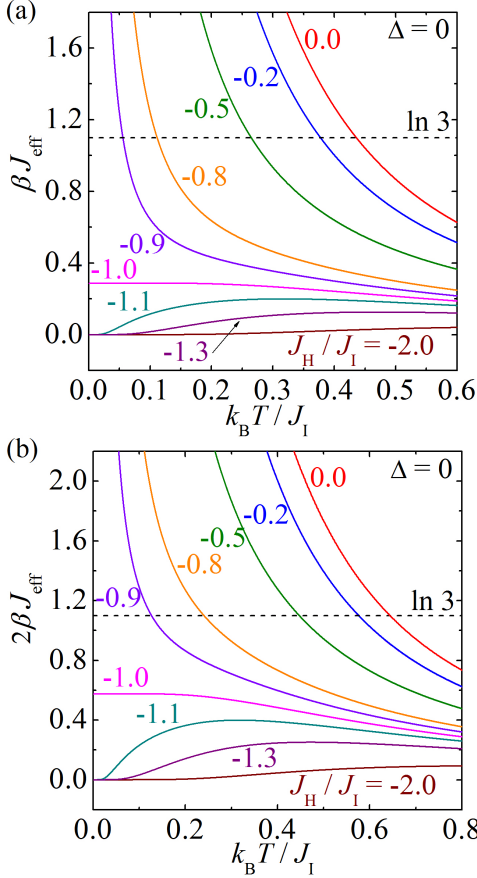 (a)
Δ = 0
1.6
0.0
-0.2
-0.5
1.2
ln 3
βJeff
0.8
-0.8
-0.9
0.4
-1.0
-1.1
0.0
-1.3
JH / JI = -2.0
0.0 0.1 0.2 0.3 0.4 0.5 0.6
kBT / JI
(b)
Δ = 0
2.0
0.0
-0.2
1.6
-0.5
-0.8
2βJeff
1.2
-0.9
ln 3
0.8
-1.0
0.4
-1.1
-1.3
0.0
JH / JI = -2.0
0.0 0.2 0.4 0.6 0.8
kBT / JI